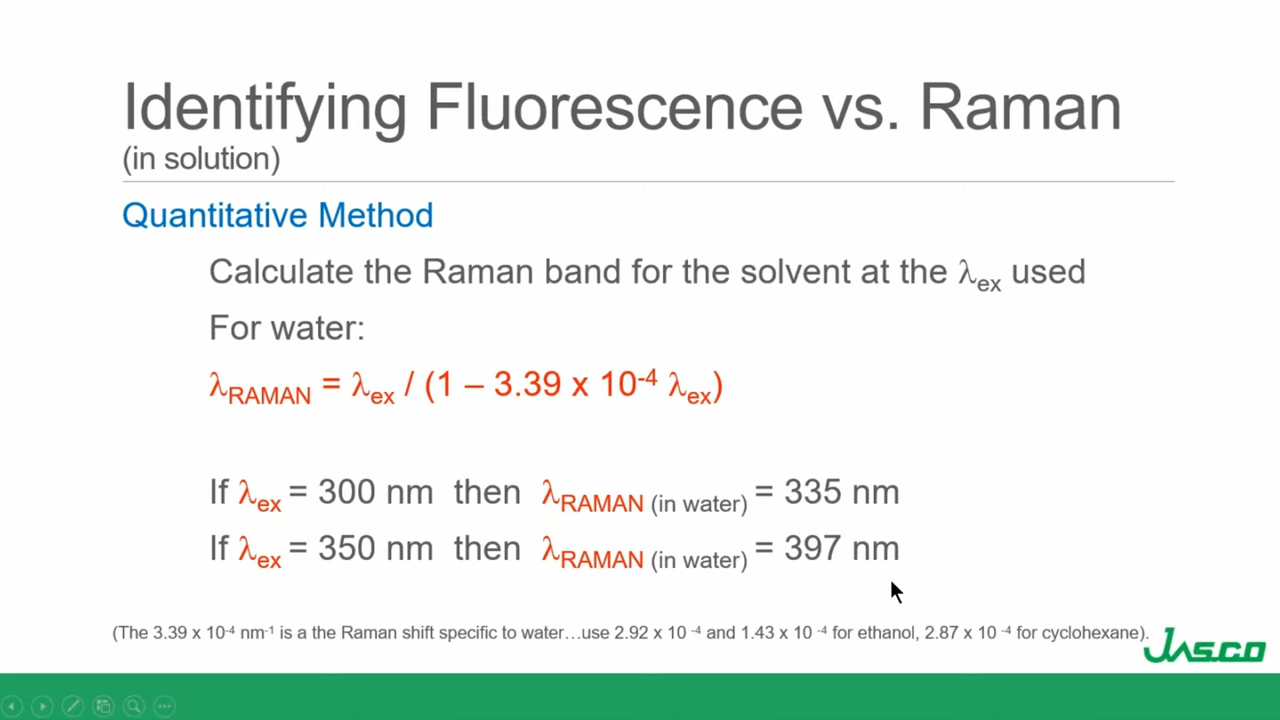 Identifying Fluorescence vs. Raman
(in solution)
Quantitative Method
Calculate the Raman band for the solvent at the λex used
For water:
λRAMAN = λex / (1 – 3.39 x 10-4 λex)
If λex = 300 nm then λRAMAN (in water) = 335 nm
If λex = 350 nm then λRAMAN (in water) = 397 nm
(The 3.39 x 10-4 nm-1 is a the Raman shift specific to water…use 2.92 x 10 -4 and 1.43 x 10 -4 for ethanol, 2.87 x 10 -4 for cyclohexane).
JASCO